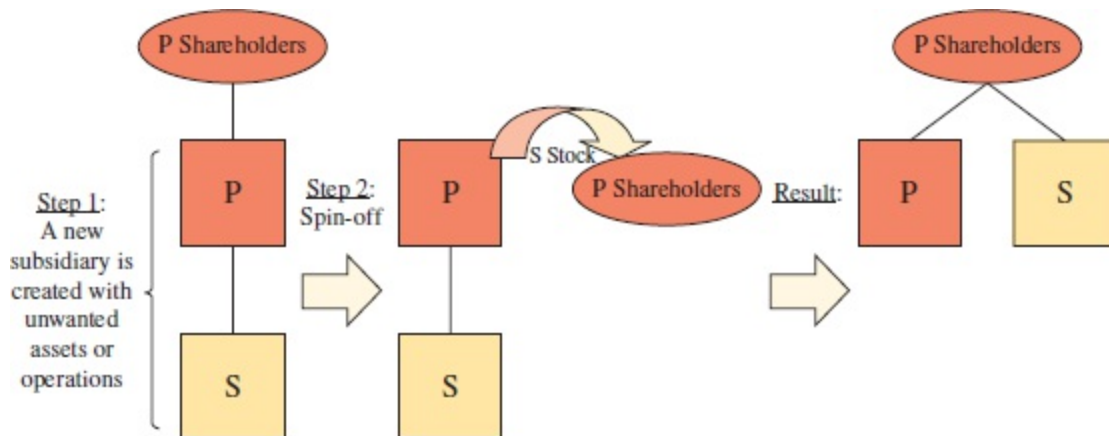 P Shareholders
P
Step 1:
A new
subsidiary is
created with
unwanted
assets or
operations
S
Step 2:
Spin-off
P
S Stock
P Shareholders
S
Result:
P Shareholders
P
S